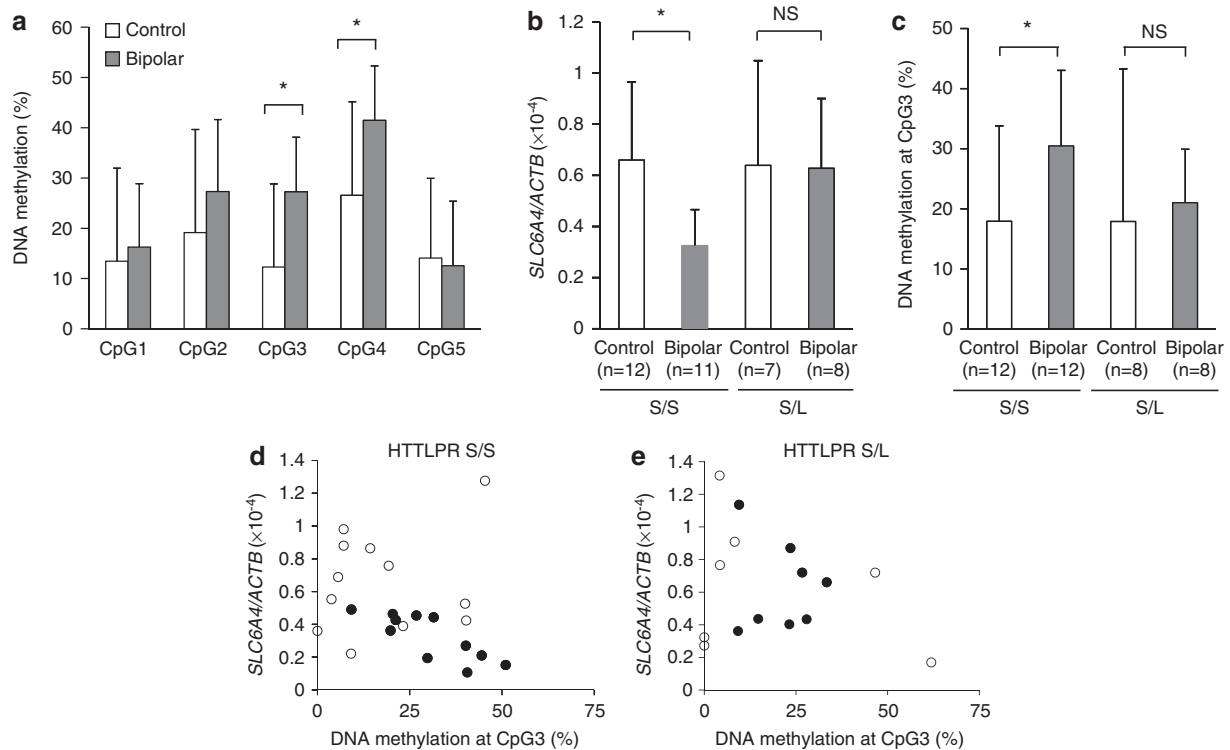 a
60
50
40
30
20
10
0
DNA methylation (%)
Control
Bipolar
*
*
CpG1 CpG2 CpG3 CpG4 CpG5
b
1.2
1
0.8
0.6
0.4
0.2
0
SLC6A4/ACTB (×10⁻⁴)
* NS
Control Bipolar Control Bipolar
(n=12) (n=11) (n=7) (n=8)
S/S S/L
c
50
40
30
20
10
0
DNA methylation at CpG3 (%)
* NS
Control Bipolar Control Bipolar
(n=12) (n=12) (n=8) (n=8)
S/S S/L
d
HTTLPR S/S
1.4
1.2
1
0.8
0.6
0.4
0.2
0
SLC6A4/ACTB (×10⁻⁴)
0 25 50 75
DNA methylation at CpG3 (%)
e
HTTLPR S/L
1.4
1.2
1
0.8
0.6
0.4
0.2
0
SLC6A4/ACTB (×10⁻⁴)
0 25 50 75
DNA methylation at CpG3 (%)